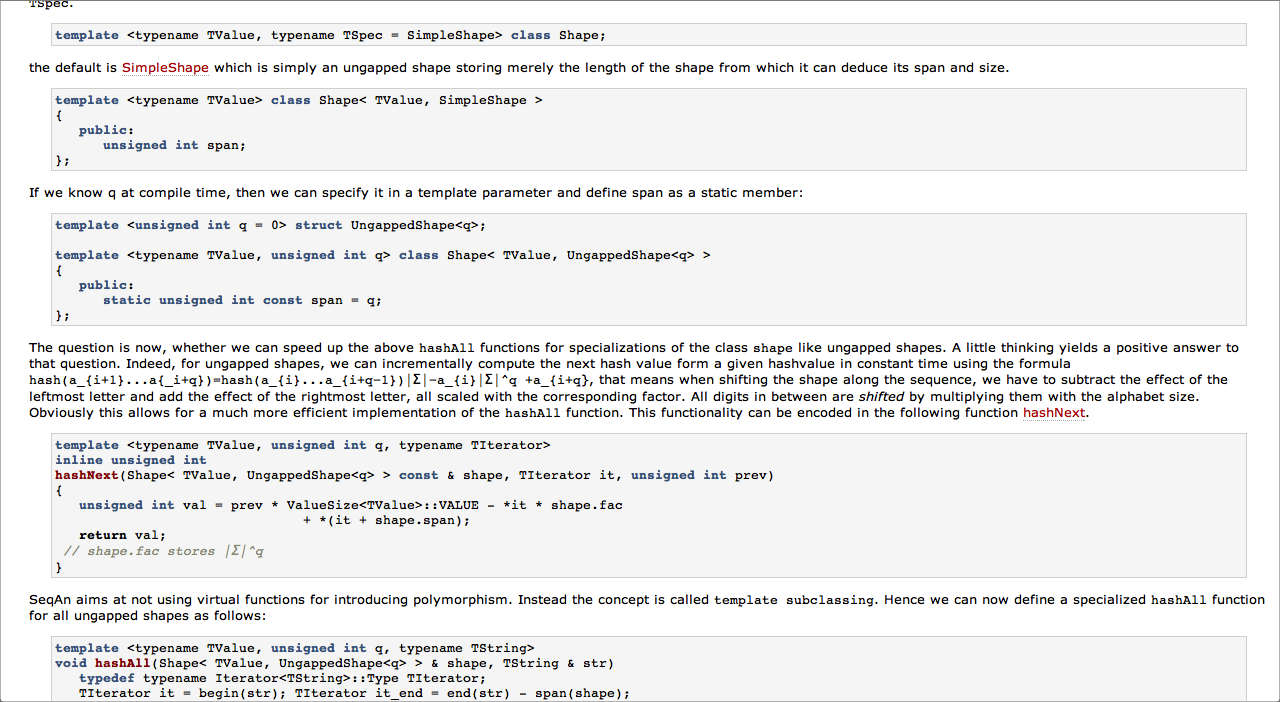 TSpec.
template <typename TValue, typename TSpec = SimpleShape> class Shape;
the default is SimpleShape which is simply an ungapped shape storing merely the length of the shape from which it can deduce its span and size.
template <typename TValue> class Shape< TValue, SimpleShape >
{
   public:
      unsigned int span;
};
If we know q at compile time, then we can specify it in a template parameter and define span as a static member:
template <unsigned int q = 0> struct UngappedShape<q>;
template <typename TValue, unsigned int q> class Shape< TValue, UngappedShape<q> >
{
   public:
      static unsigned int const span = q;
};
The question is now, whether we can speed up the above hashAll functions for specializations of the class shape like ungapped shapes. A little thinking yields a positive answer to
that question. Indeed, for ungapped shapes, we can incrementally compute the next hash value form a given hashvalue in constant time using the formula
hash(a_{i+1}...a{_i+q})=hash(a_{i}...a_{i+q-1})|Σ|-a_{i}|Σ|^q +a_{i+q}, that means when shifting the shape along the sequence, we have to subtract the effect of the
leftmost letter and add the effect of the rightmost letter, all scaled with the corresponding factor. All digits in between are shifted by multiplying them with the alphabet size.
Obviously this allows for a much more efficient implementation of the hashAll function. This functionality can be encoded in the following function hashNext.
template <typename TValue, unsigned int q, typename TIterator>
inline unsigned int
hashNext(Shape< TValue, UngappedShape<q> > const & shape, TIterator it, unsigned int prev)
{
   unsigned int val = prev * ValueSize<TValue>::VALUE - *it * shape.fac
                               + *(it + shape.span);
   return val;
 // shape.fac stores |Σ|^q
}
SeqAn aims at not using virtual functions for introducing polymorphism. Instead the concept is called template subclassing. Hence we can now define a specialized hashAll function
for all ungapped shapes as follows:
template <typename TValue, unsigned int q, typename TString>
void hashAll(Shape< TValue, UngappedShape<q> > & shape, TString & str)
   typedef typename Iterator<TString>::Type TIterator;
   TIterator it = begin(str); TIterator it_end = end(str) - span(shape);